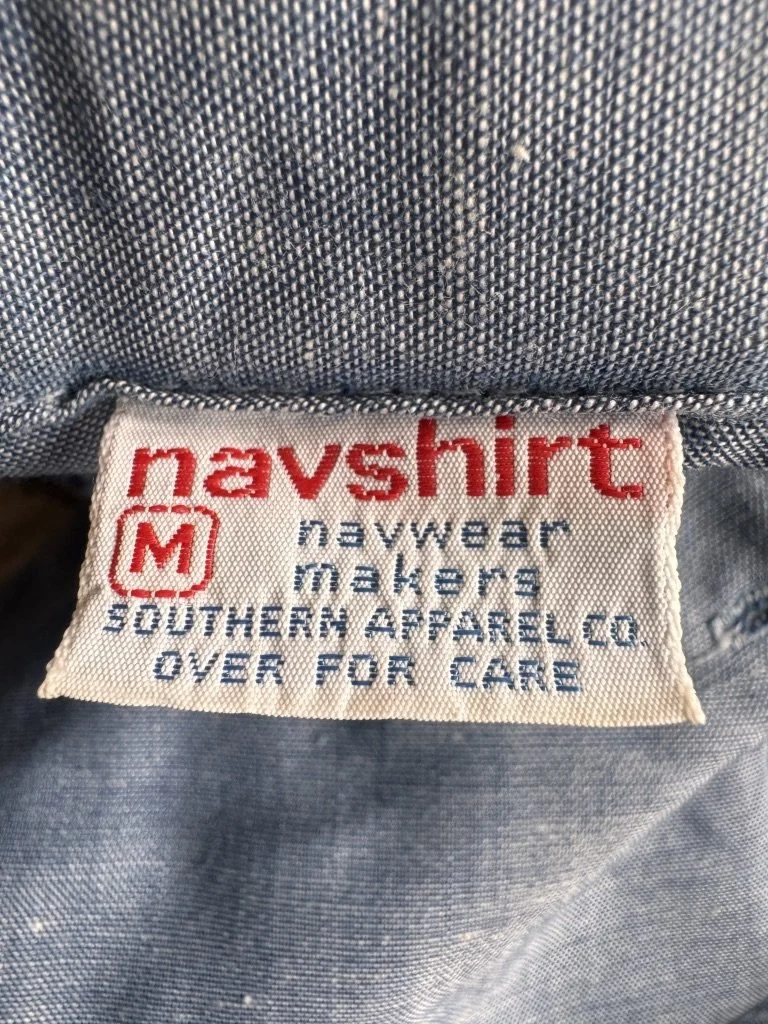 navshirt
M
navwear
makers
SOUTHERN APPAREL CO.
OVER FOR CARE